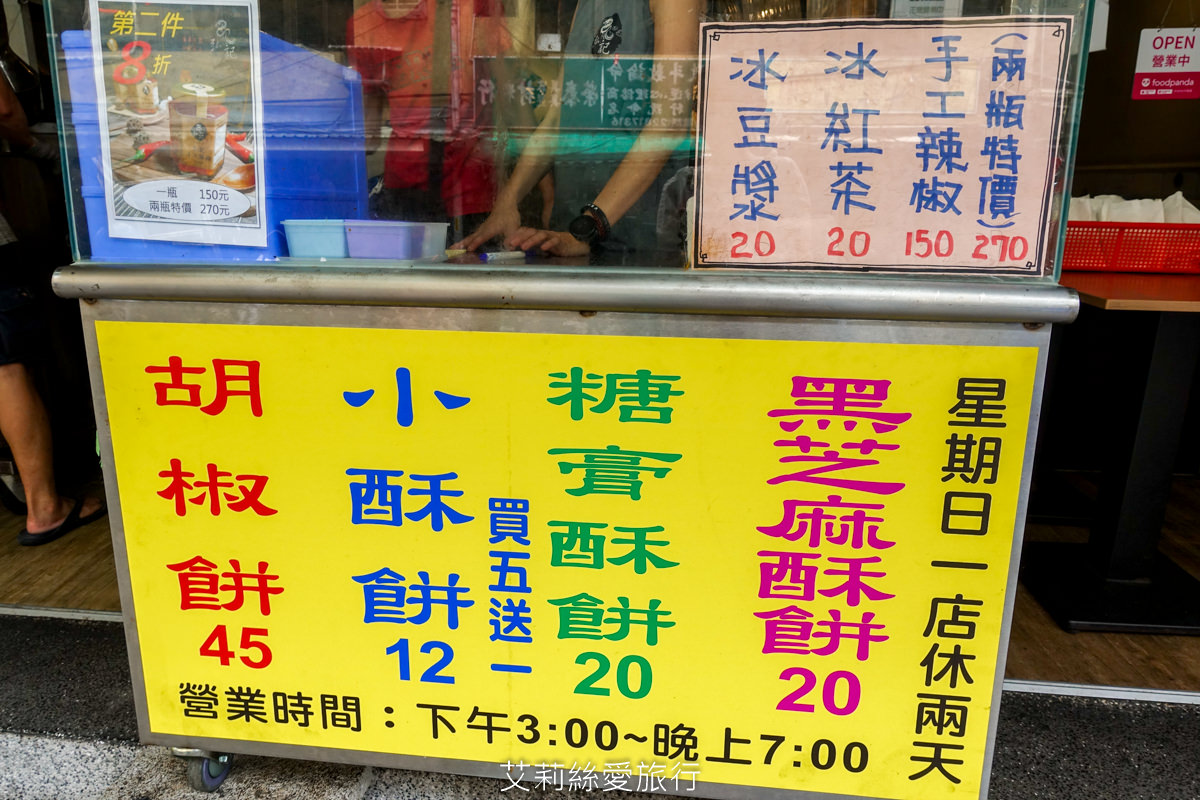 第二件
8折
一瓶 150元
兩瓶特價 270元
冰豆漿
20
冰紅茶
20
手工辣椒
150
(兩瓶特價)
270
OPEN
營業中
foodpanda
胡椒餅
45
小酥餅
12
買五送一
糖膏酥餅
20
黑芝麻酥餅
20
星期日一店休兩天
營業時間：下午3:00~晚上7:00
艾莉絲愛旅行